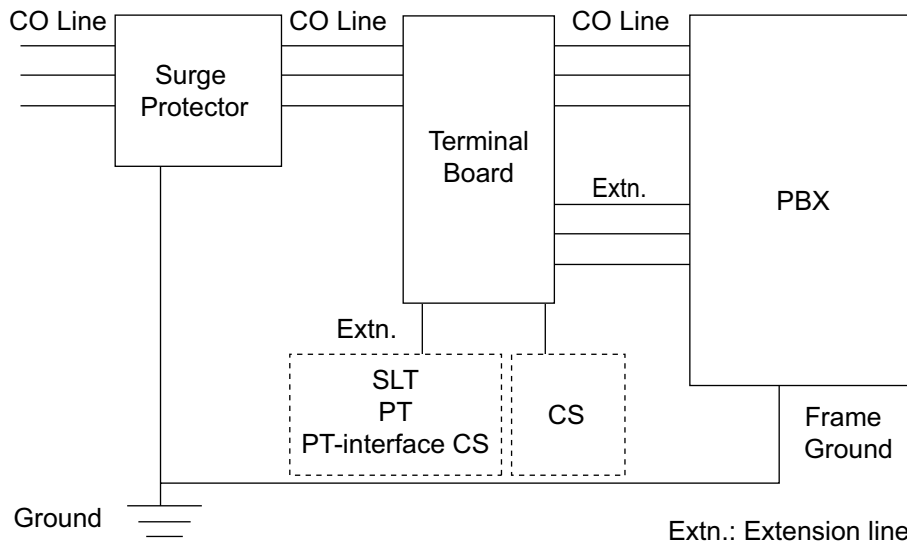 CO Line
CO Line
CO Line
Surge
Protector
Terminal
Board
Extn.
PBX
Extn.
SLT
PT
PT-interface CS
CS
Frame
Ground
Ground
Extn.: Extension line